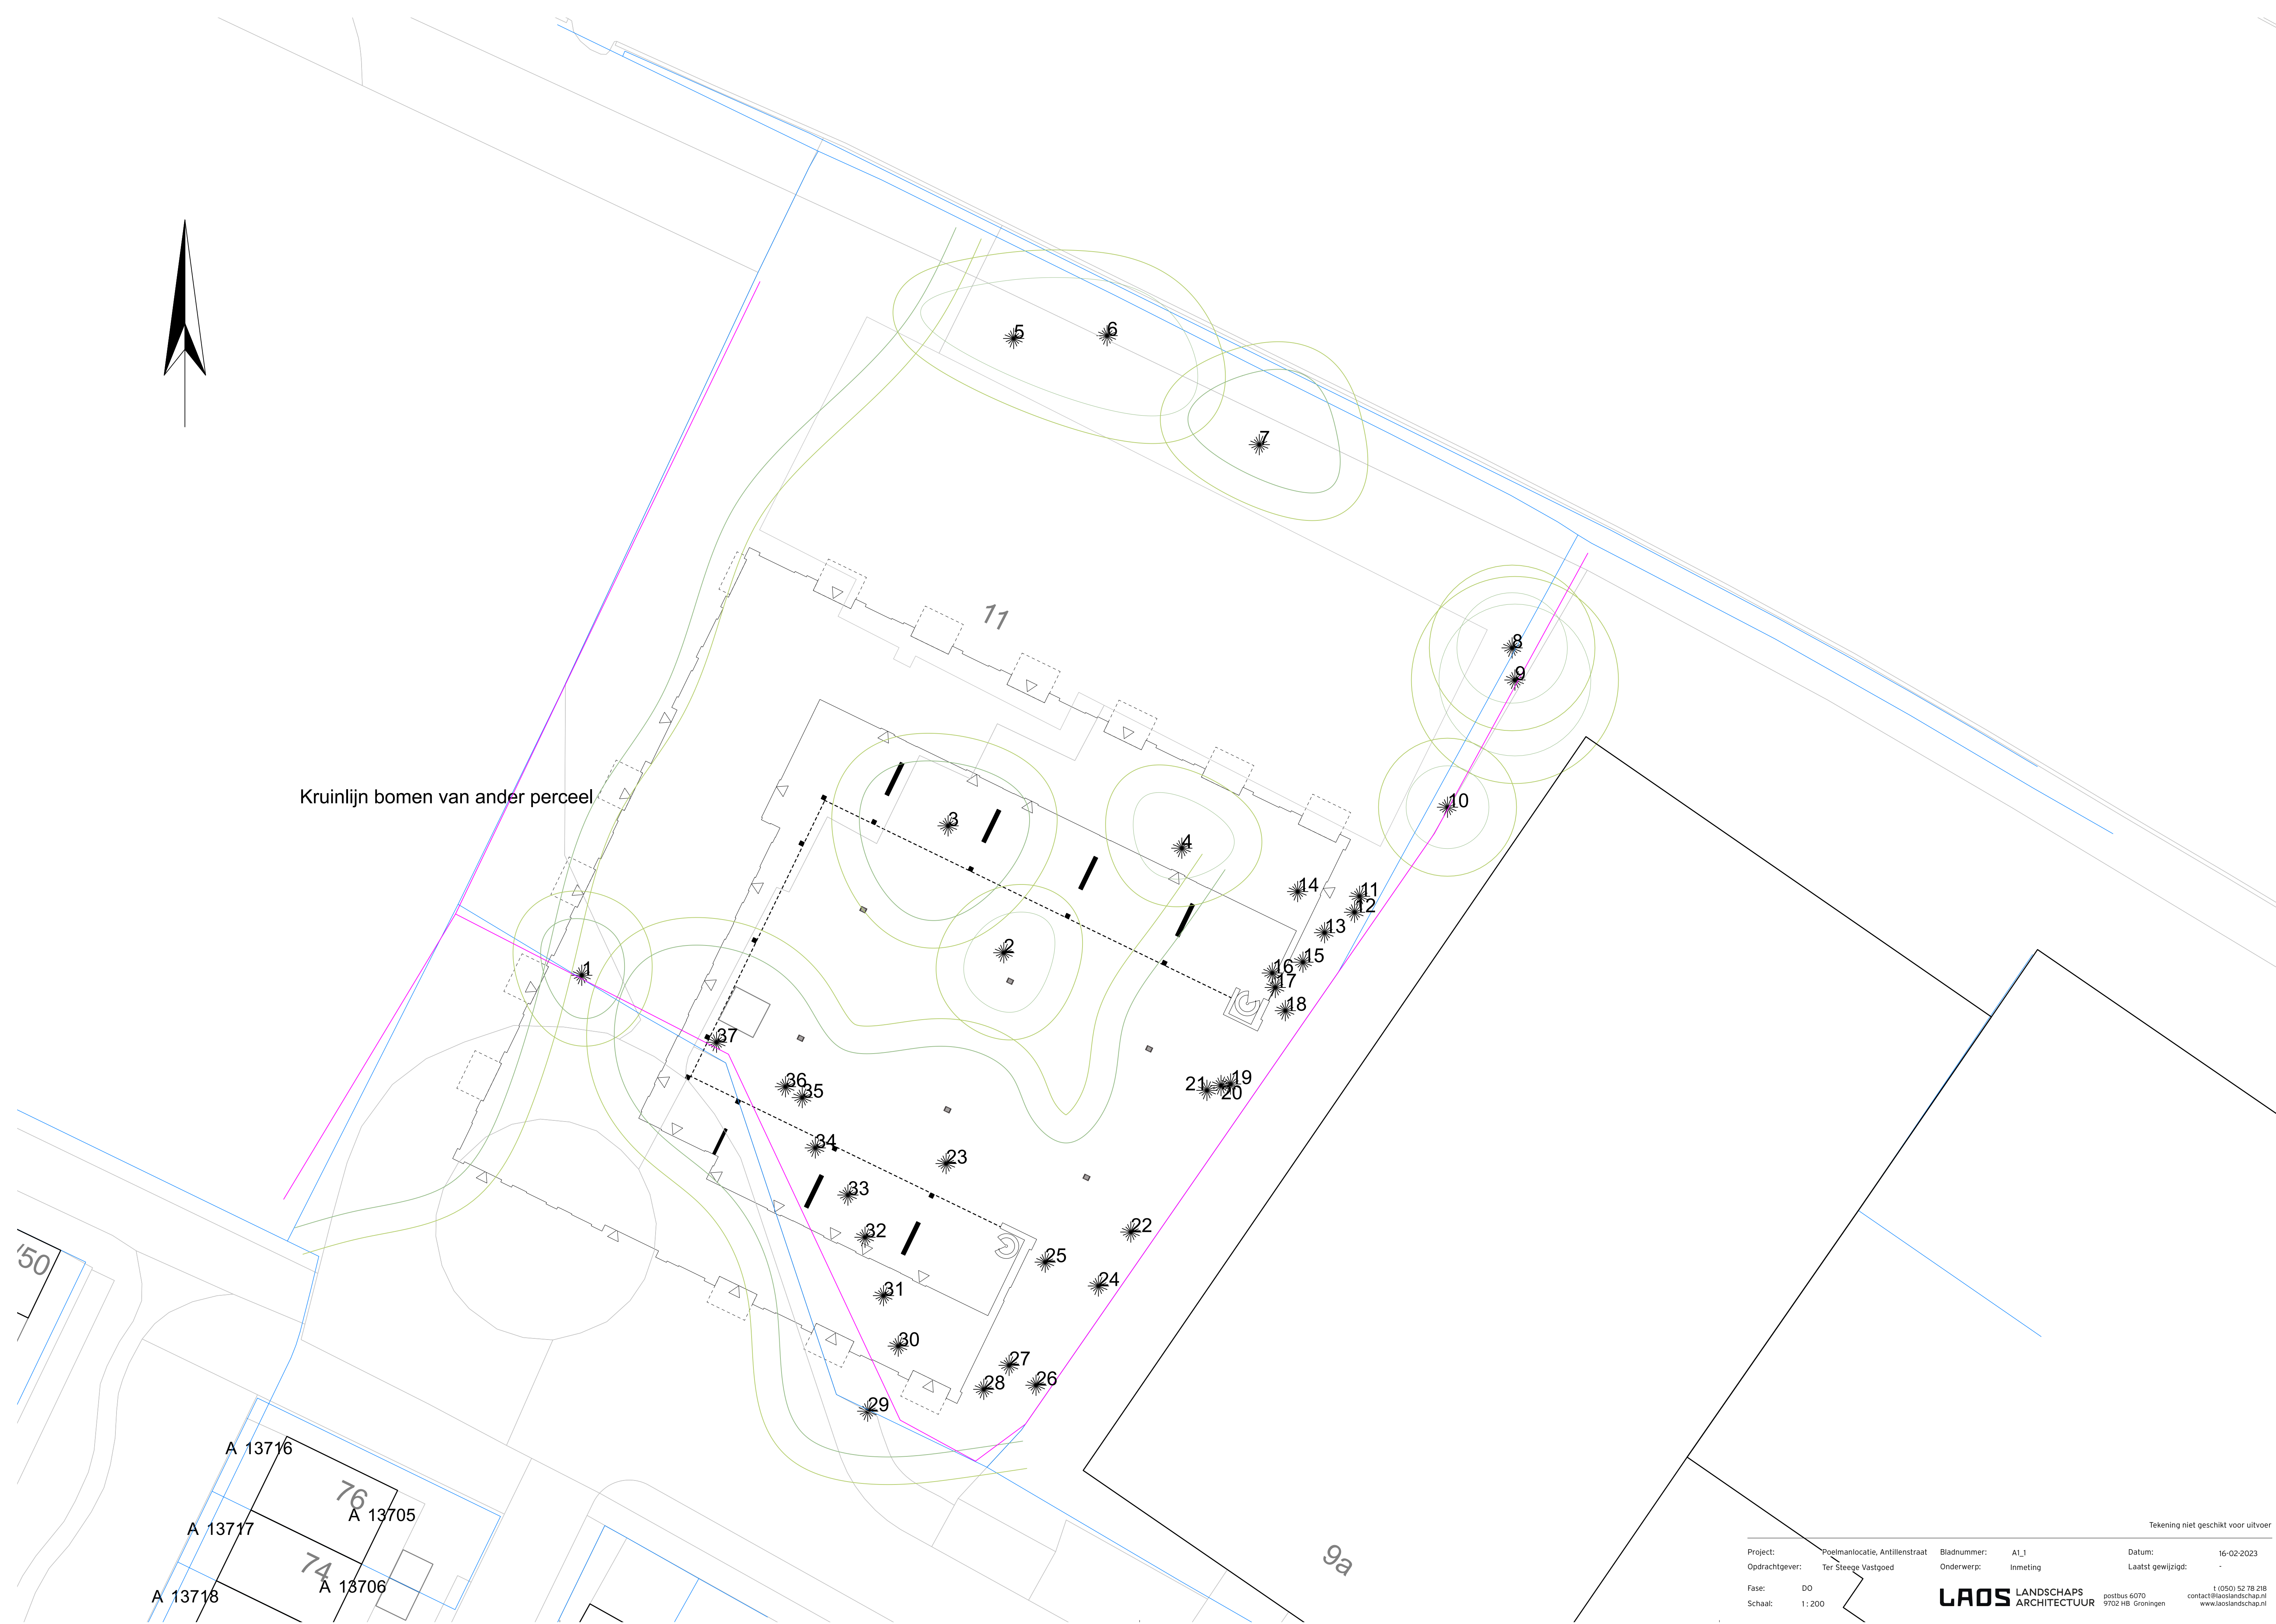 5
6
7
11
8
9
Kruinlijn bomen van ander perceel
10
3
4
14
11
12
13
2
15
16
17
1
18
37
36
35
19
21
20
34
23
33
22
32
25
24
31
30
27
26
28
29
/50
A 13716
76
A 13705
A 13717
74
A 13706
A 13718
9a
Tekening niet geschikt voor uitvoer
Project: Poelmanlocatie, Antillenstraat Bladnummer: A1_1 Datum: 16-02-2023
Opdrachtgever: Ter Steege Vastgoed Onderwerp: Inmeting Laatst gewijzigd: -
Fase: DO
Schaal: 1 : 200
LAOS LANDSCHAPS ARCHITECTUUR
postbus 6070
9702 HB Groningen
t (050) 52 78 218
contact@laoslandschap.nl
www.laoslandschap.nl